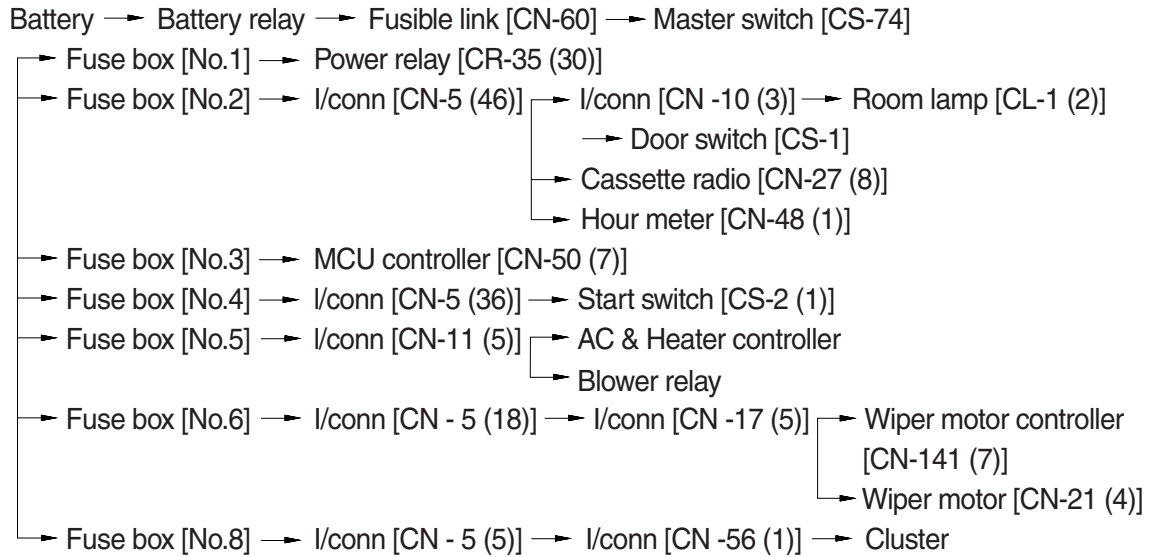 Battery → Battery relay → Fusible link [CN-60] → Master switch [CS-74]
Fuse box [No.1] → Power relay [CR-35 (30)]
Fuse box [No.2] → I/conn [CN-5 (46)] → I/conn [CN -10 (3)] → Room lamp [CL-1 (2)]
→ Door switch [CS-1]
→ Cassette radio [CN-27 (8)]
→ Hour meter [CN-48 (1)]
Fuse box [No.3] → MCU controller [CN-50 (7)]
Fuse box [No.4] → I/conn [CN-5 (36)] → Start switch [CS-2 (1)]
Fuse box [No.5] → I/conn [CN-11 (5)] → AC & Heater controller
→ Blower relay
Fuse box [No.6] → I/conn [CN - 5 (18)] → I/conn [CN -17 (5)] → Wiper motor controller
[CN-141 (7)]
→ Wiper motor [CN-21 (4)]
Fuse box [No.8] → I/conn [CN - 5 (5)] → I/conn [CN -56 (1)] → Cluster